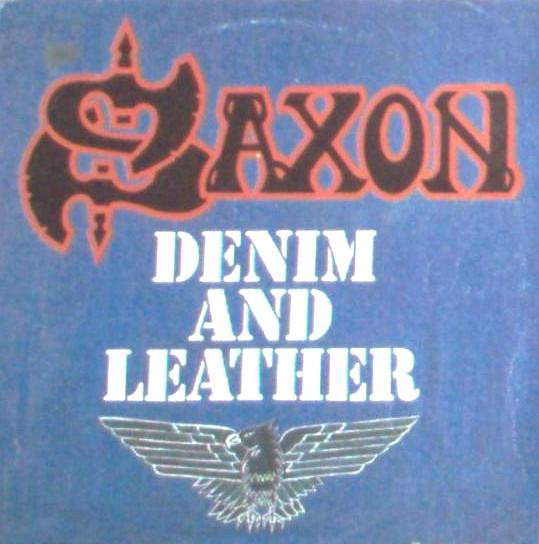 SAXON
DENIM
AND
LEATHER